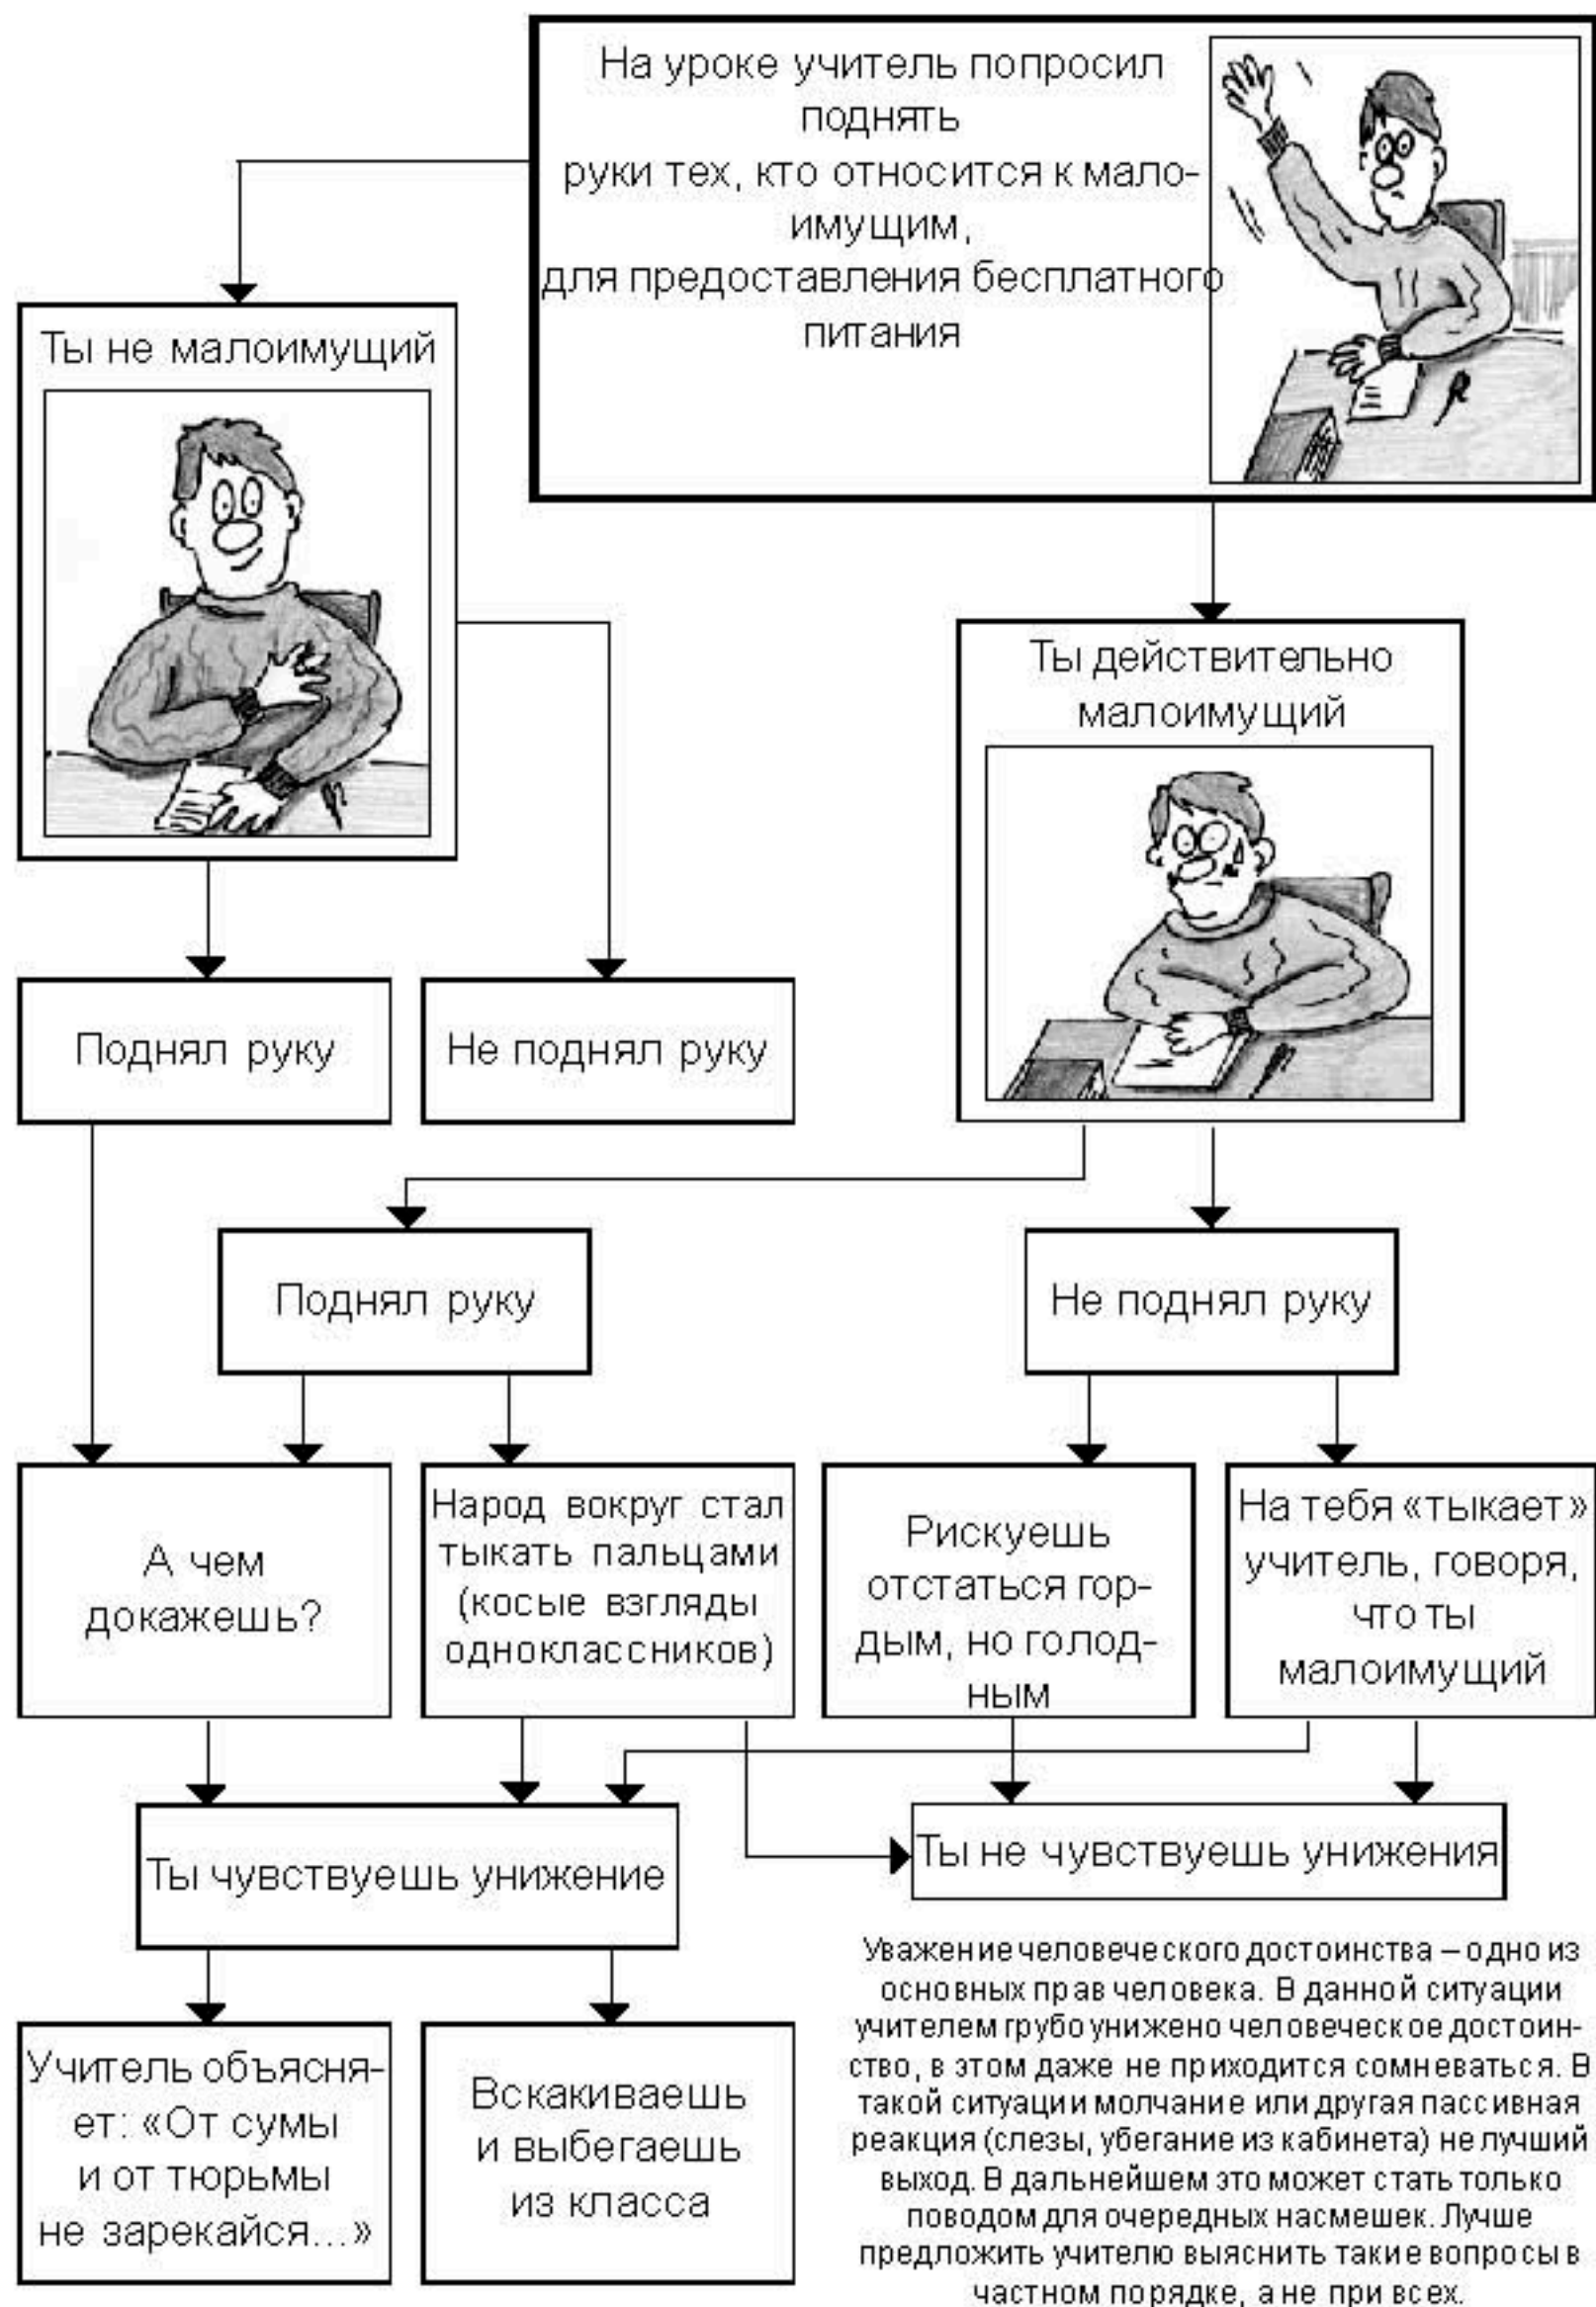 На уроке учитель попросил
поднять
руки тех, кто относится к мало-
имущим,
для предоставления бесплатного
питания
Ты не малоимущий
Ты действительно
малоимущий
Поднял руку
Не поднял руку
Поднял руку
Не поднял руку
А чем
докажешь?
Народ вокруг стал
тыкать пальцами
(косые взгляды
одноклассников)
Рискуешь
отстаться гор-
дым, но голод-
ным
На тебя «тыкает»
учитель, говоря,
что ты
малоимущий
Ты чувствуешь унижение
Ты не чувствуешь унижения
Учитель объясня-
ет: «От сумы
и от тюрьмы
не зарекайся...»
Вскакиваешь
и выбегаешь
из класса
Уважение человеческого достоинства – одно из
основных прав человека. В данной ситуации
учителем грубо унижено человеческое достоин-
ство, в этом даже не приходится сомневаться. В
такой ситуации молчание или другая пассивная
реакция (слезы, убегание из кабинета) не лучший
выход. В дальнейшем это может стать только
поводом для очередных насмешек. Лучше
предложить учителю выяснить такие вопросы в
частном порядке, а не при всех.